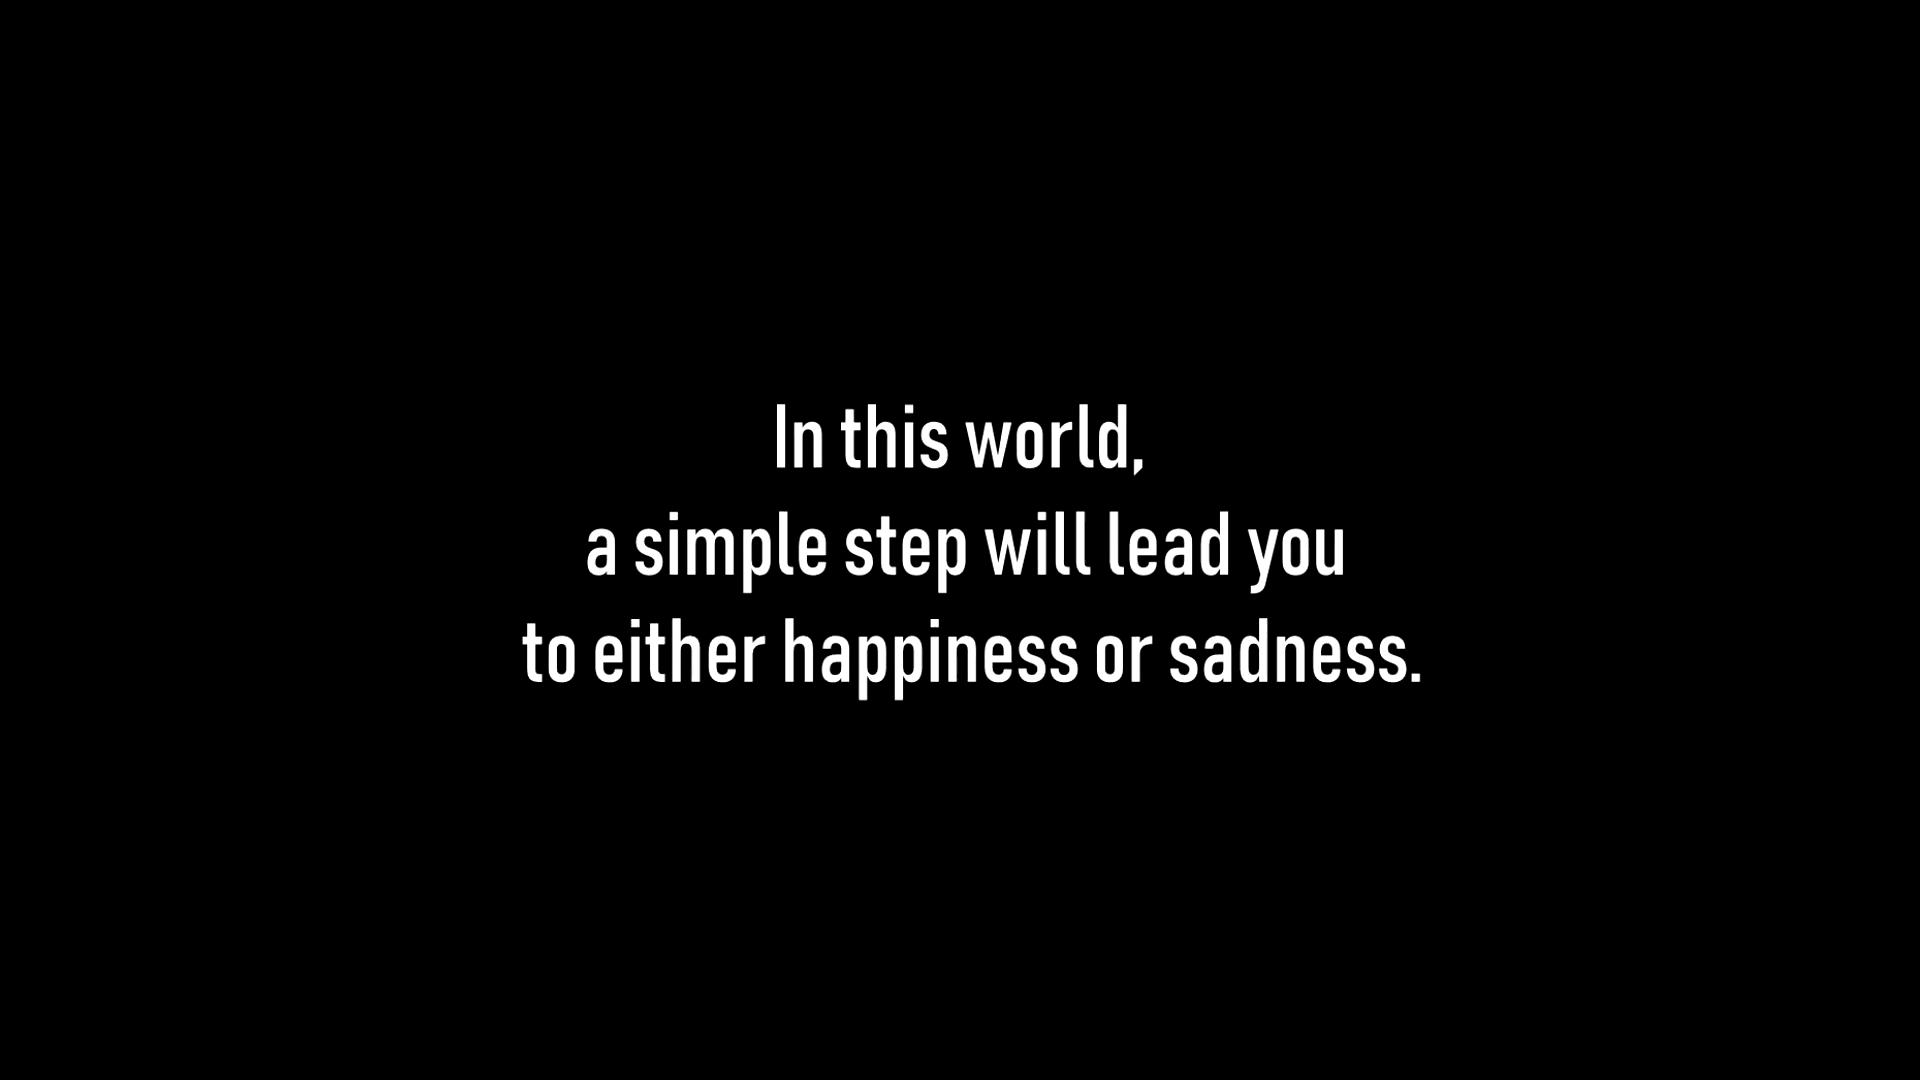 In this world,
a simple step will lead you
to either happiness or sadness.